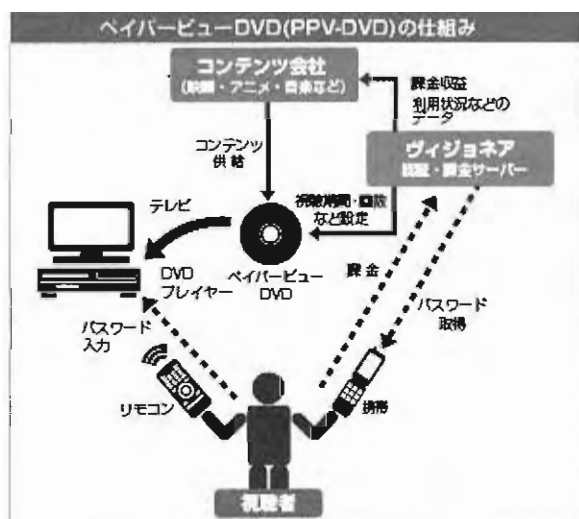 ペイパービューDVD(PPV-DVD)の仕組み
コンテンツ会社
(映画・アニメ・音楽など)
課金収益
利用状況などの
データ
コンテンツ
供給
ヴィジョネア
認証・課金サーバー
視聴期間・回数
など設定
テレビ
DVD
プレイヤー
ペイパービュー
DVD
課金
パスワード
取得
パスワード
入力
リモコン
携帯
視聴者